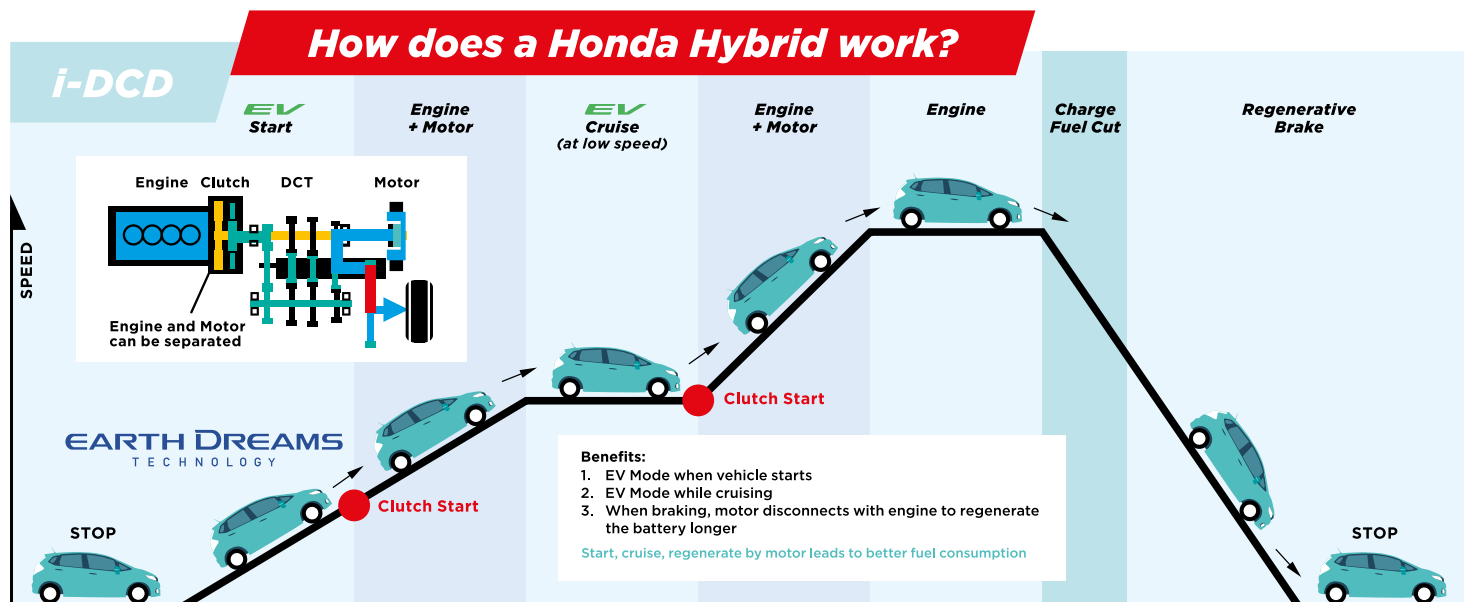 How does a Honda Hybrid work?
i-DCD
EV
Start
Engine
+ Motor
EV
Cruise
(at low speed)
Engine
+ Motor
Engine
Charge
Fuel Cut
Regenerative
Brake
Engine Clutch DCT Motor
Engine and Motor
can be separated
SPEED
EARTH DREAMS
TECHNOLOGY
Clutch Start
Clutch Start
Benefits:
1. EV Mode when vehicle starts
2. EV Mode while cruising
3. When braking, motor disconnects with engine to regenerate
the battery longer
Start, cruise, regenerate by motor leads to better fuel consumption
STOP
STOP